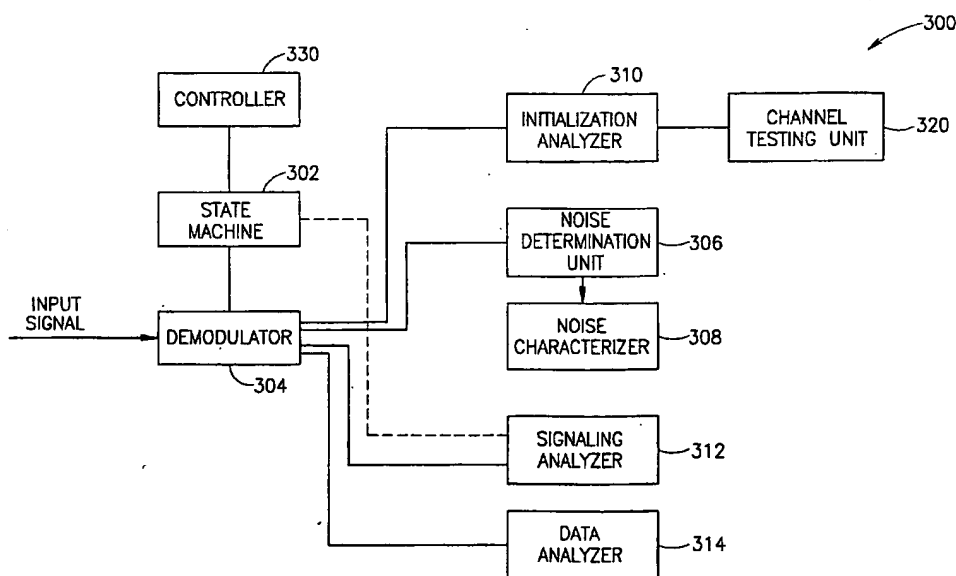 300
330
CONTROLLER
310
INITIALIZATION
ANALYZER
CHANNEL
TESTING UNIT
320
302
STATE
MACHINE
NOISE
DETERMINATION
UNIT
306
INPUT
SIGNAL
DEMODULATOR
304
NOISE
CHARACTERIZER
308
SIGNALING
ANALYZER
312
DATA
ANALYZER
314